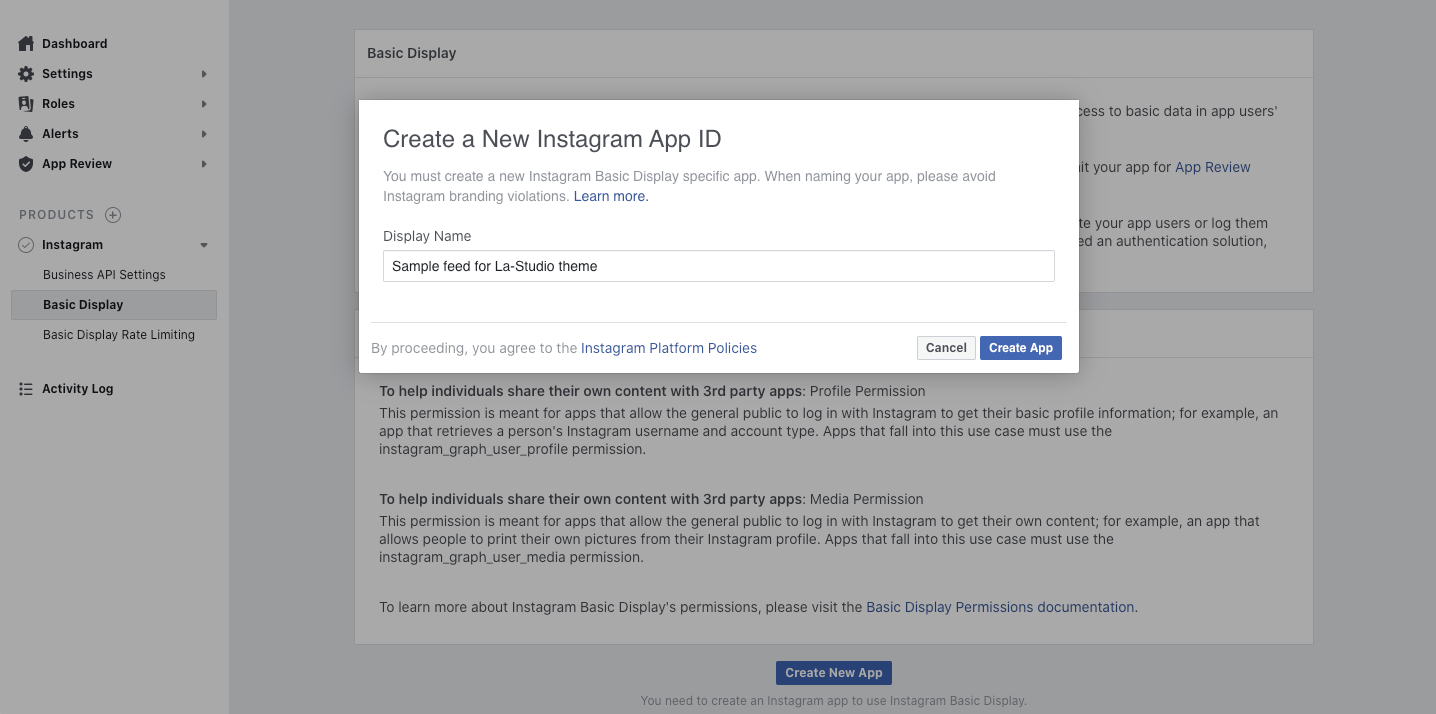 Dashboard
Settings
Roles
Alerts
App Review
PRODUCTS
Instagram
Business API Settings
Basic Display
Basic Display Rate Limiting
Activity Log
Basic Display
cess to basic data in app users'
it your app for App Review
te your app users or log them
ed an authentication solution,
Create a New Instagram App ID
You must create a new Instagram Basic Display specific app. When naming your app, please avoid
Instagram branding violations. Learn more.
Display Name
Sample feed for La-Studio theme
By proceeding, you agree to the Instagram Platform Policies
Cancel
Create App
To help individuals share their own content with 3rd party apps: Profile Permission
This permission is meant for apps that allow the general public to log in with Instagram to get their basic profile information; for example, an
app that retrieves a person's Instagram username and account type. Apps that fall into this use case must use the
instagram_graph_user_profile permission.
To help individuals share their own content with 3rd party apps: Media Permission
This permission is meant for apps that allow the general public to log in with Instagram to get their own content; for example, an app that
allows people to print their own pictures from their Instagram profile. Apps that fall into this use case must use the
instagram_graph_user_media permission.
To learn more about Instagram Basic Display's permissions, please visit the Basic Display Permissions documentation.
Create New App
You need to create an Instagram app to use Instagram Basic Display.